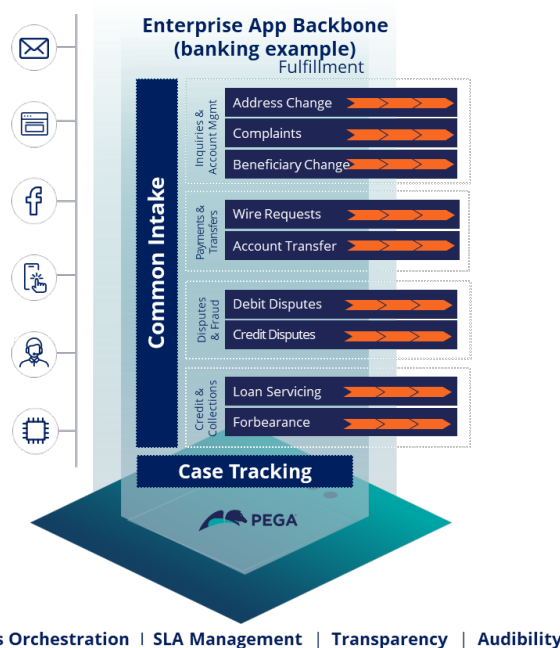 Enterprise App Backbone
(banking example)
Fulfillment
Common Intake
Inquiries &
Account Mgmt
Address Change
Complaints
Beneficiary Change
Payments &
Transfers
Wire Requests
Account Transfer
Disputes
& Fraud
Debit Disputes
Credit Disputes
Credit &
Collections
Loan Servicing
Forbearance
Case Tracking
PEGA
s Orchestration | SLA Management | Transparency | Audibility